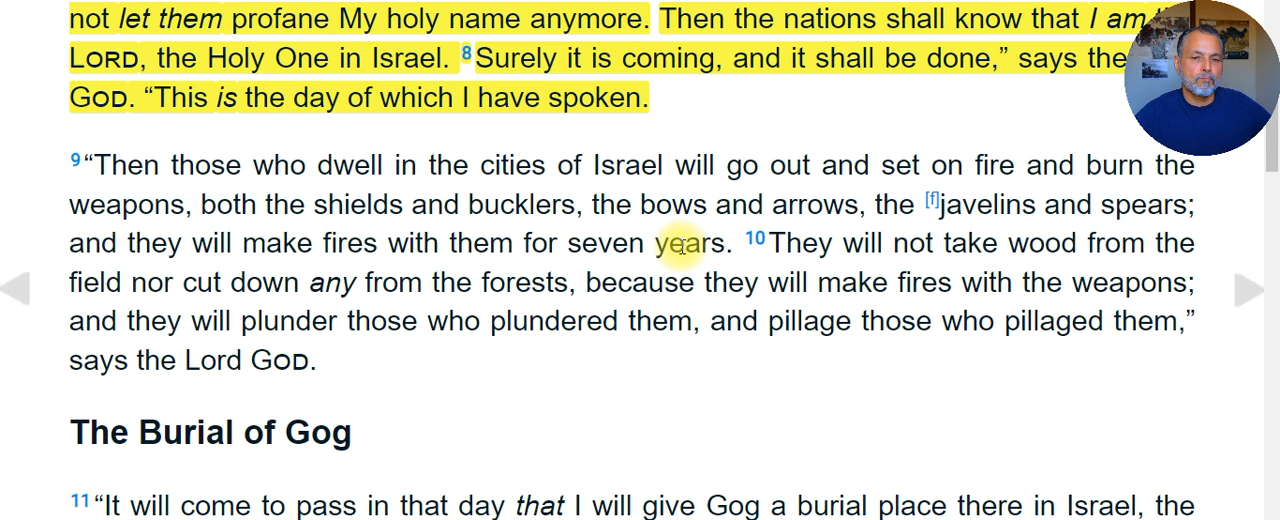 not let them profane My holy name anymore. Then the nations shall know that I am
LORD, the Holy One in Israel. 8 Surely it is coming, and it shall be done,” says the
GOD. “This is the day of which I have spoken.
9 “Then those who dwell in the cities of Israel will go out and set on fire and burn the
weapons, both the shields and bucklers, the bows and arrows, the [f]javelins and spears;
and they will make fires with them for seven years. 10 They will not take wood from the
field nor cut down any from the forests, because they will make fires with the weapons;
and they will plunder those who plundered them, and pillage those who pillaged them,”
says the Lord GOD.
The Burial of Gog
11 “It will come to pass in that day that I will give Gog a burial place there in Israel, the